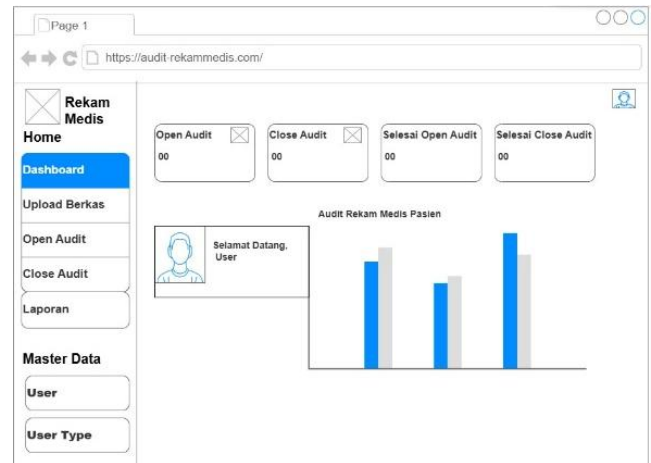 Page 1
https://audit-rekammedis.com/
Rekam
Medis
Home
Dashboard
Upload Berkas
Open Audit
Close Audit
Laporan
Master Data
User
User Type
Open Audit
00
Close Audit
00
Selesai Open Audit
00
Selesai Close Audit
00
Audit Rekam Medis Pasien
Selamat Datang.
User